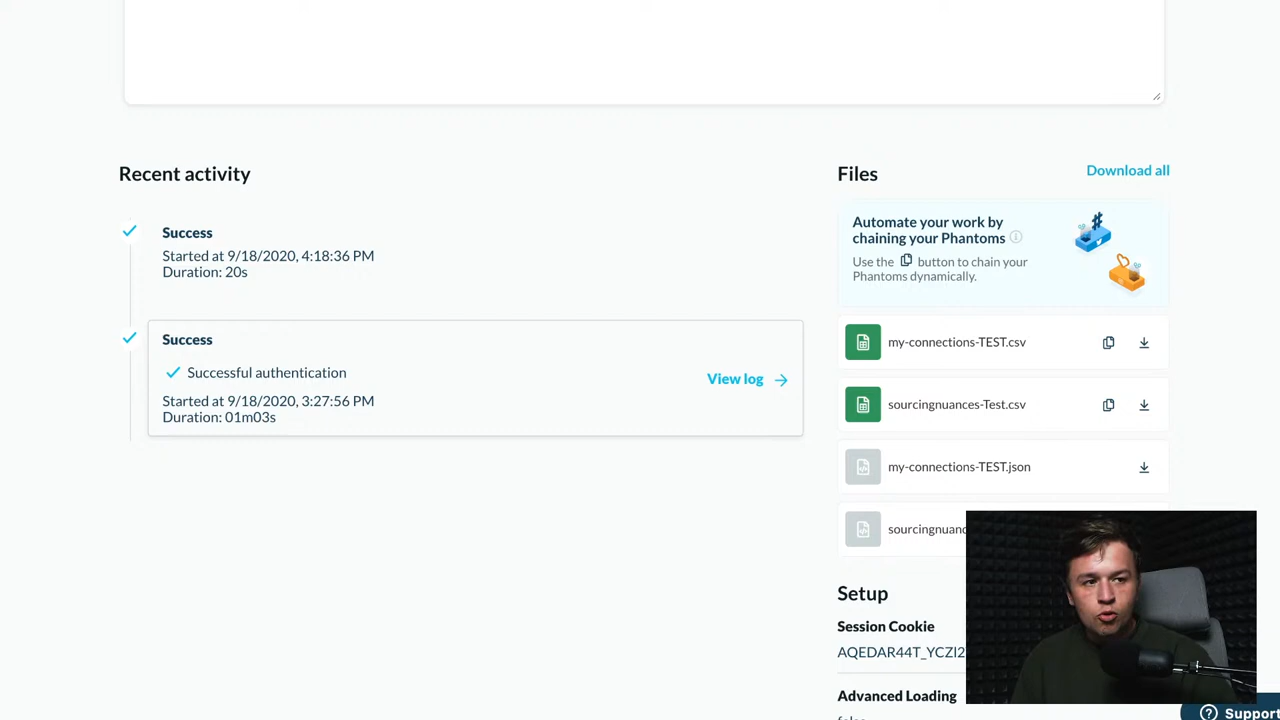 Recent activity
Success
Started at 9/18/2020, 4:18:36 PM
Duration: 20s
Success
Successful authentication
Started at 9/18/2020, 3:27:56 PM
Duration: 01m03s
View log
Files
Download all
Automate your work by
chaining your Phantoms
Use the button to chain your
Phantoms dynamically.
my-connections-TEST.csv
sourcingnuances-Test.csv
my-connections-TEST.json
sourcingnuanc
Setup
Session Cookie
AQEDAR44T_YCZI2
Advanced Loading
Support